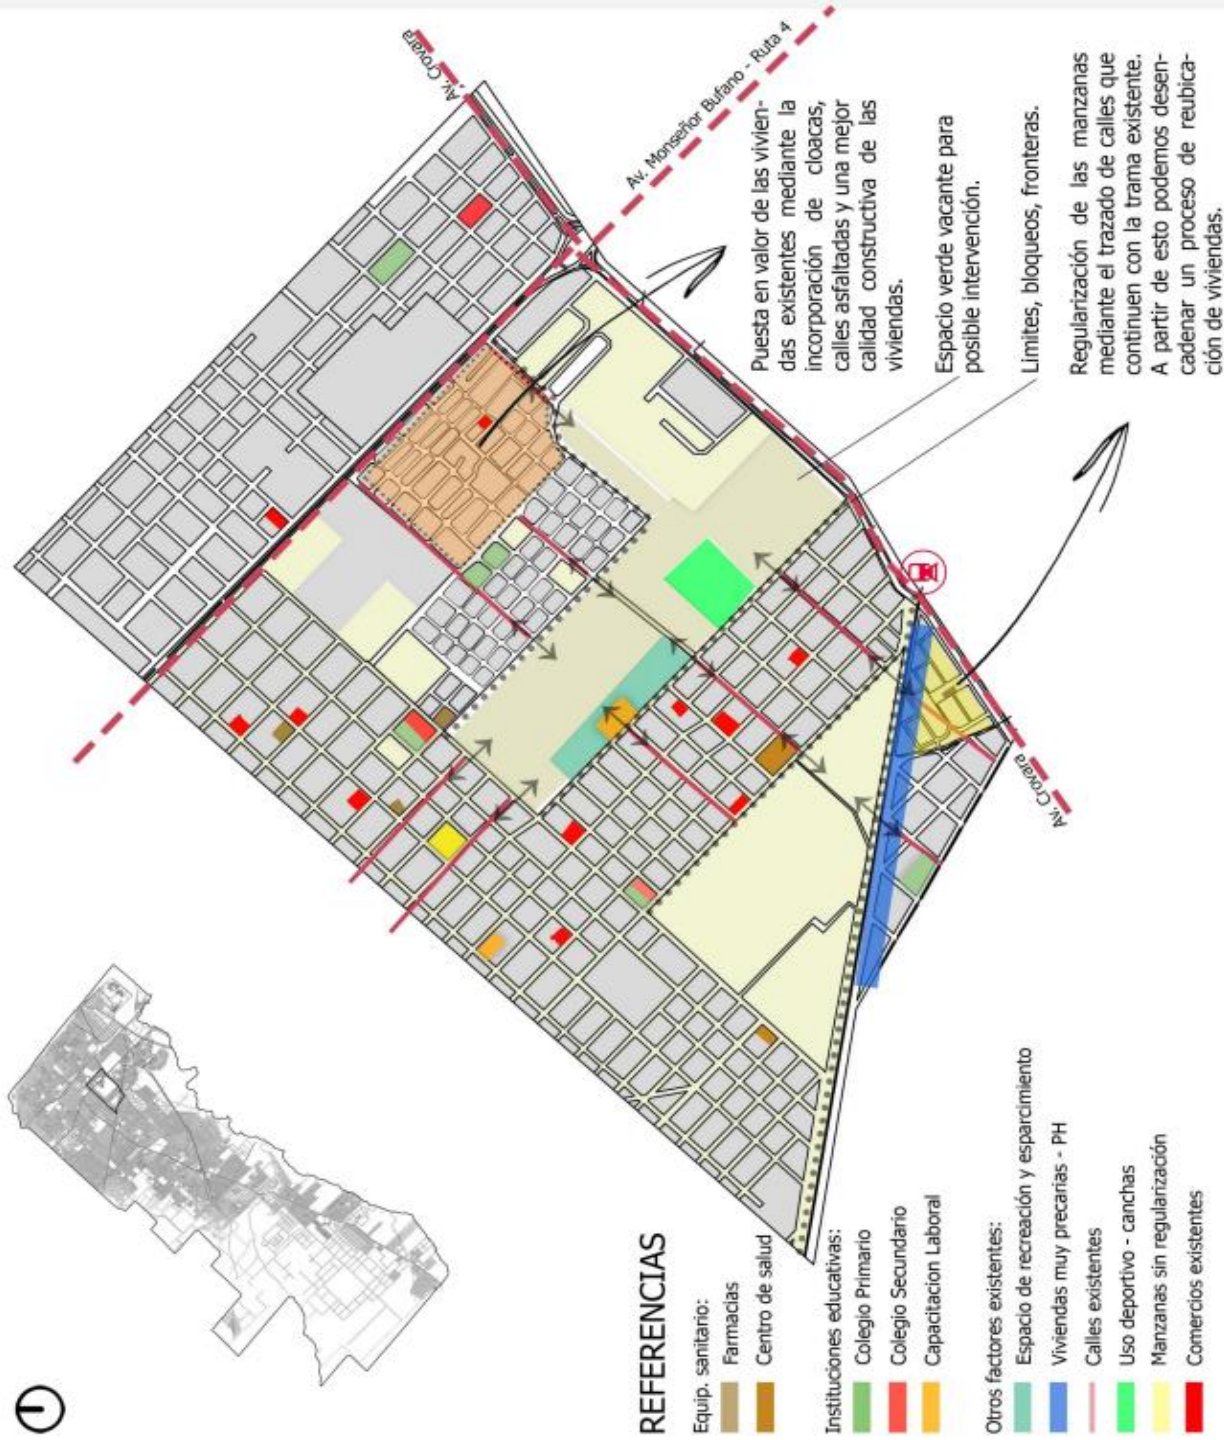 Av. Crovara
Av. Monseñor Bufano - Ruta 4
Puesta en valor de las vivien-
das existentes mediante la
incorporación de cloacas,
calles asfaltadas y una mejor
calidad constructiva de las
viviendas.
Espacio verde vacante para
posible intervención.
Limites, bloqueos, fronteras.
Regularización de las manzanas
mediante el trazado de calles que
continuen con la trama existente.
A partir de esto podemos desen-
cadenar un proceso de reubica-
ción de viviendas.
Av. Crovara
REFERENCIAS
Equip. sanitario:
Farmacias
Centro de salud
Instituciones educativas:
Colegio Primario
Colegio Secundario
Capacitacion Laboral
Otros factores existentes:
Espacio de recreación y esparcimiento
Viviendas muy precarias - PH
Calles existentes
Uso deportivo - canchas
Manzanas sin regularización
Comercios existentes